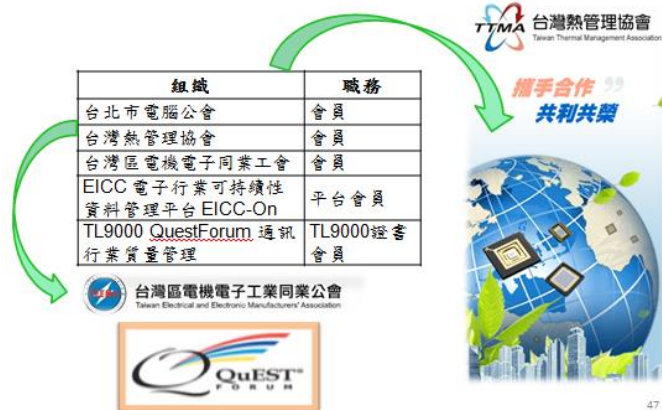 TTMA 台灣熱管理協會
Taiwan Thermal Management Association
攜手合作 ”
共利共榮
組織 職務
台北市電腦公會 會員
台灣熱管理協會 會員
台灣區電機電子同業工會 會員
EICC 電子行業可持續性
資料管理平台 EICC-On 平台會員
TL9000 QuestForum 通訊 TL9000證書
行業質量管理 會員
台灣區電機電子工業同業公會
Taiwan Electrical and Electronic Manufacturers' Association
QuEST
FORUM
47